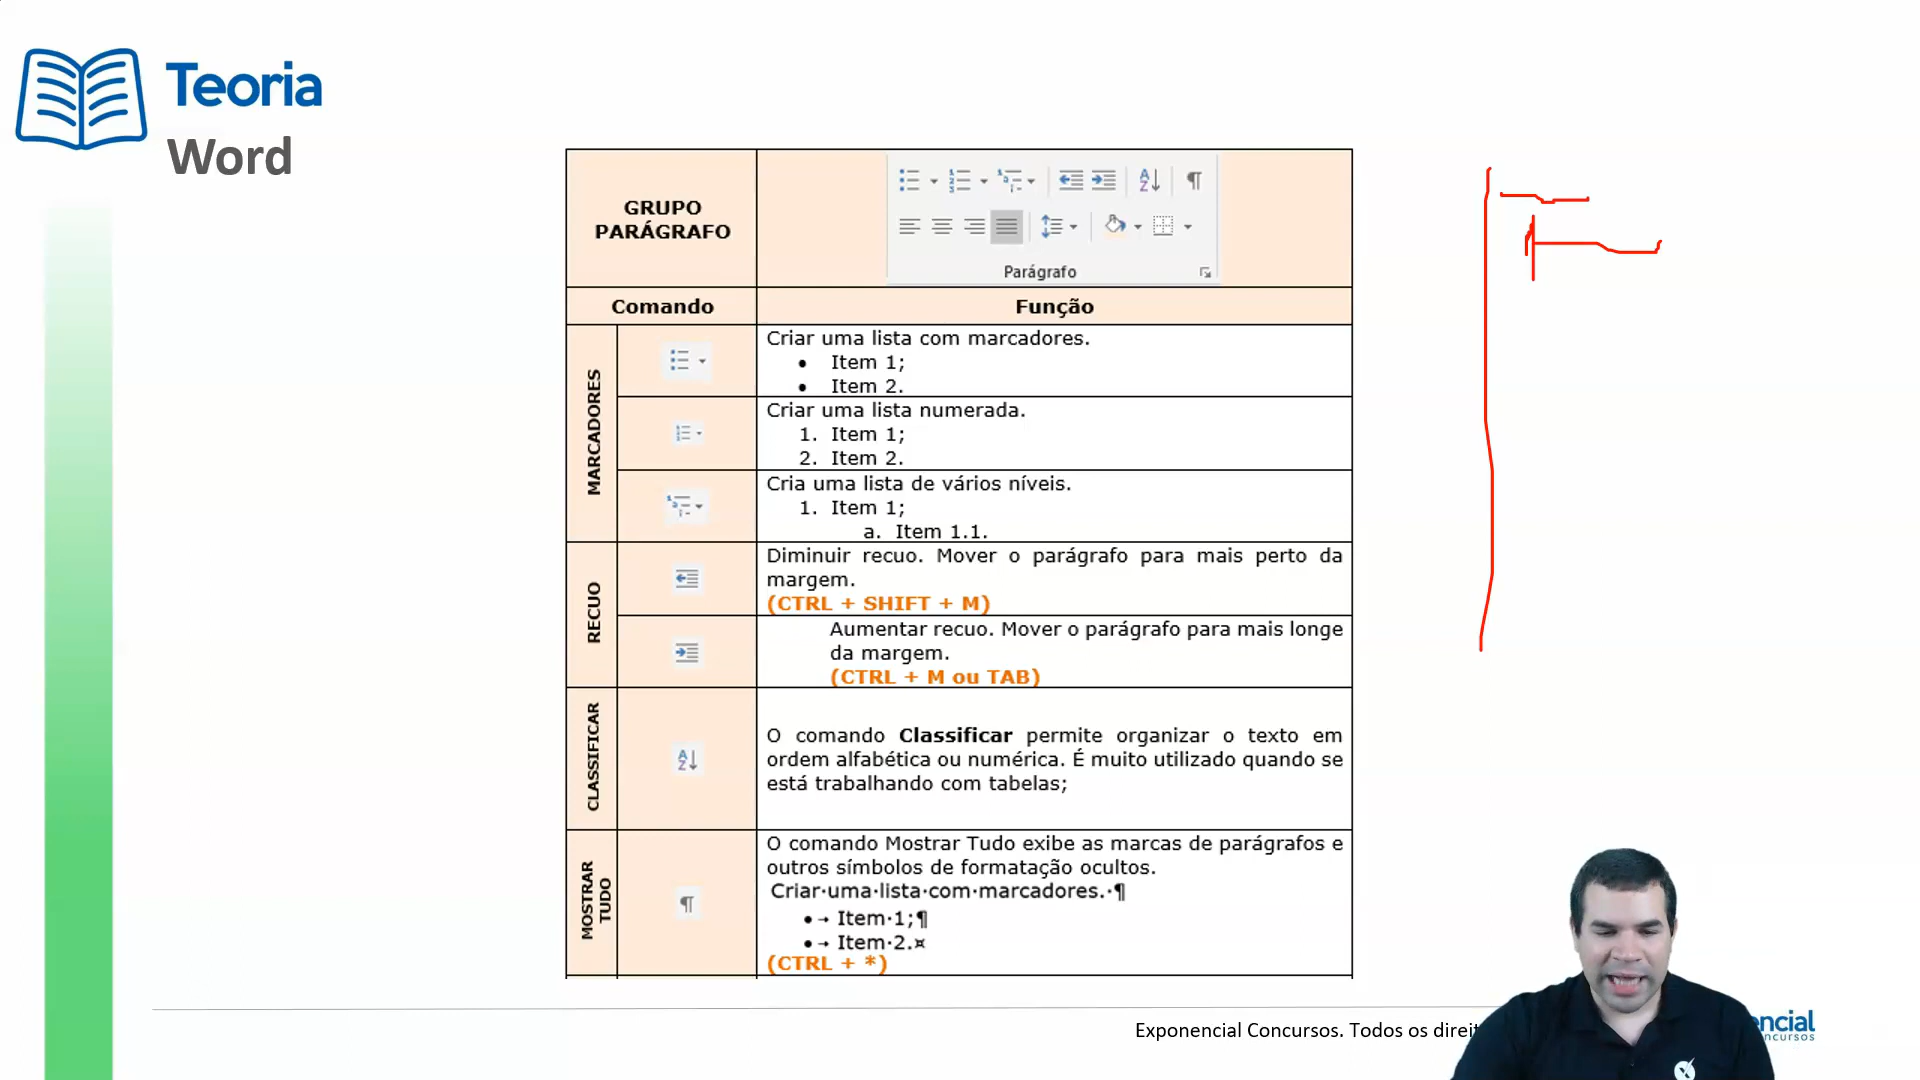 Teoria
Word
GRUPO
PARÁGRAFO
Parágrafo
Comando
Função
MARCADORES
Criar uma lista com marcadores.
• Item 1;
• Item 2.
Criar uma lista numerada.
1. Item 1;
2. Item 2.
Cria uma lista de vários níveis.
1. Item 1;
a. Item 1.1.
RECUO
Diminuir recuo. Mover o parágrafo para mais perto da
margem.
(CTRL + SHIFT + M)
Aumentar recuo. Mover o parágrafo para mais longe
da margem.
(CTRL + M ou TAB)
CLASSIFICAR
O comando Classificar permite organizar o texto em
ordem alfabética ou numérica. É muito utilizado quando se
está trabalhando com tabelas;
MOSTRAR
TUDO
O comando Mostrar Tudo exibe as marcas de parágrafos e
outros símbolos de formatação ocultos.
Criar·uma·lista·com·marcadores.·¶
•→ Item·1;¶
•→ Item·2.¤
(CTRL + *)
Exponencial Concursos. Todos os direit
encial
oncursos